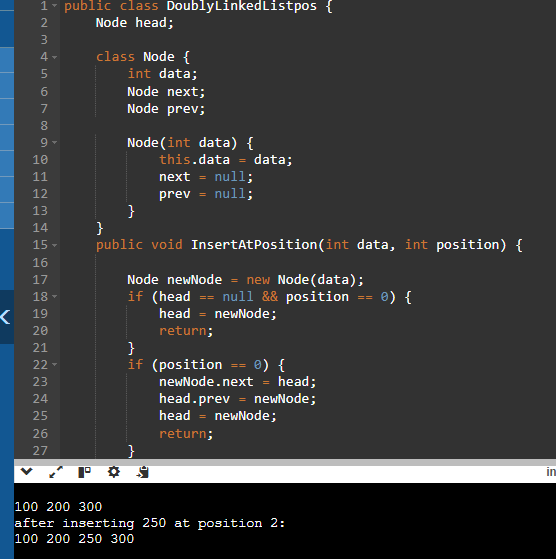 1 public class DoublyLinkedListpos {
2     Node head;
3
4     class Node {
5         int data;
6         Node next;
7         Node prev;
8
9         Node(int data) {
10             this.data = data;
11             next = null;
12             prev = null;
13         }
14     }
15     public void InsertAtPosition(int data, int position) {
16
17         Node newNode = new Node(data);
18         if (head == null && position == 0) {
19             head = newNode;
20             return;
21         }
22         if (position == 0) {
23             newNode.next = head;
24             head.prev = newNode;
25             head = newNode;
26             return;
27         }
in
100 200 300
after inserting 250 at position 2:
100 200 250 300